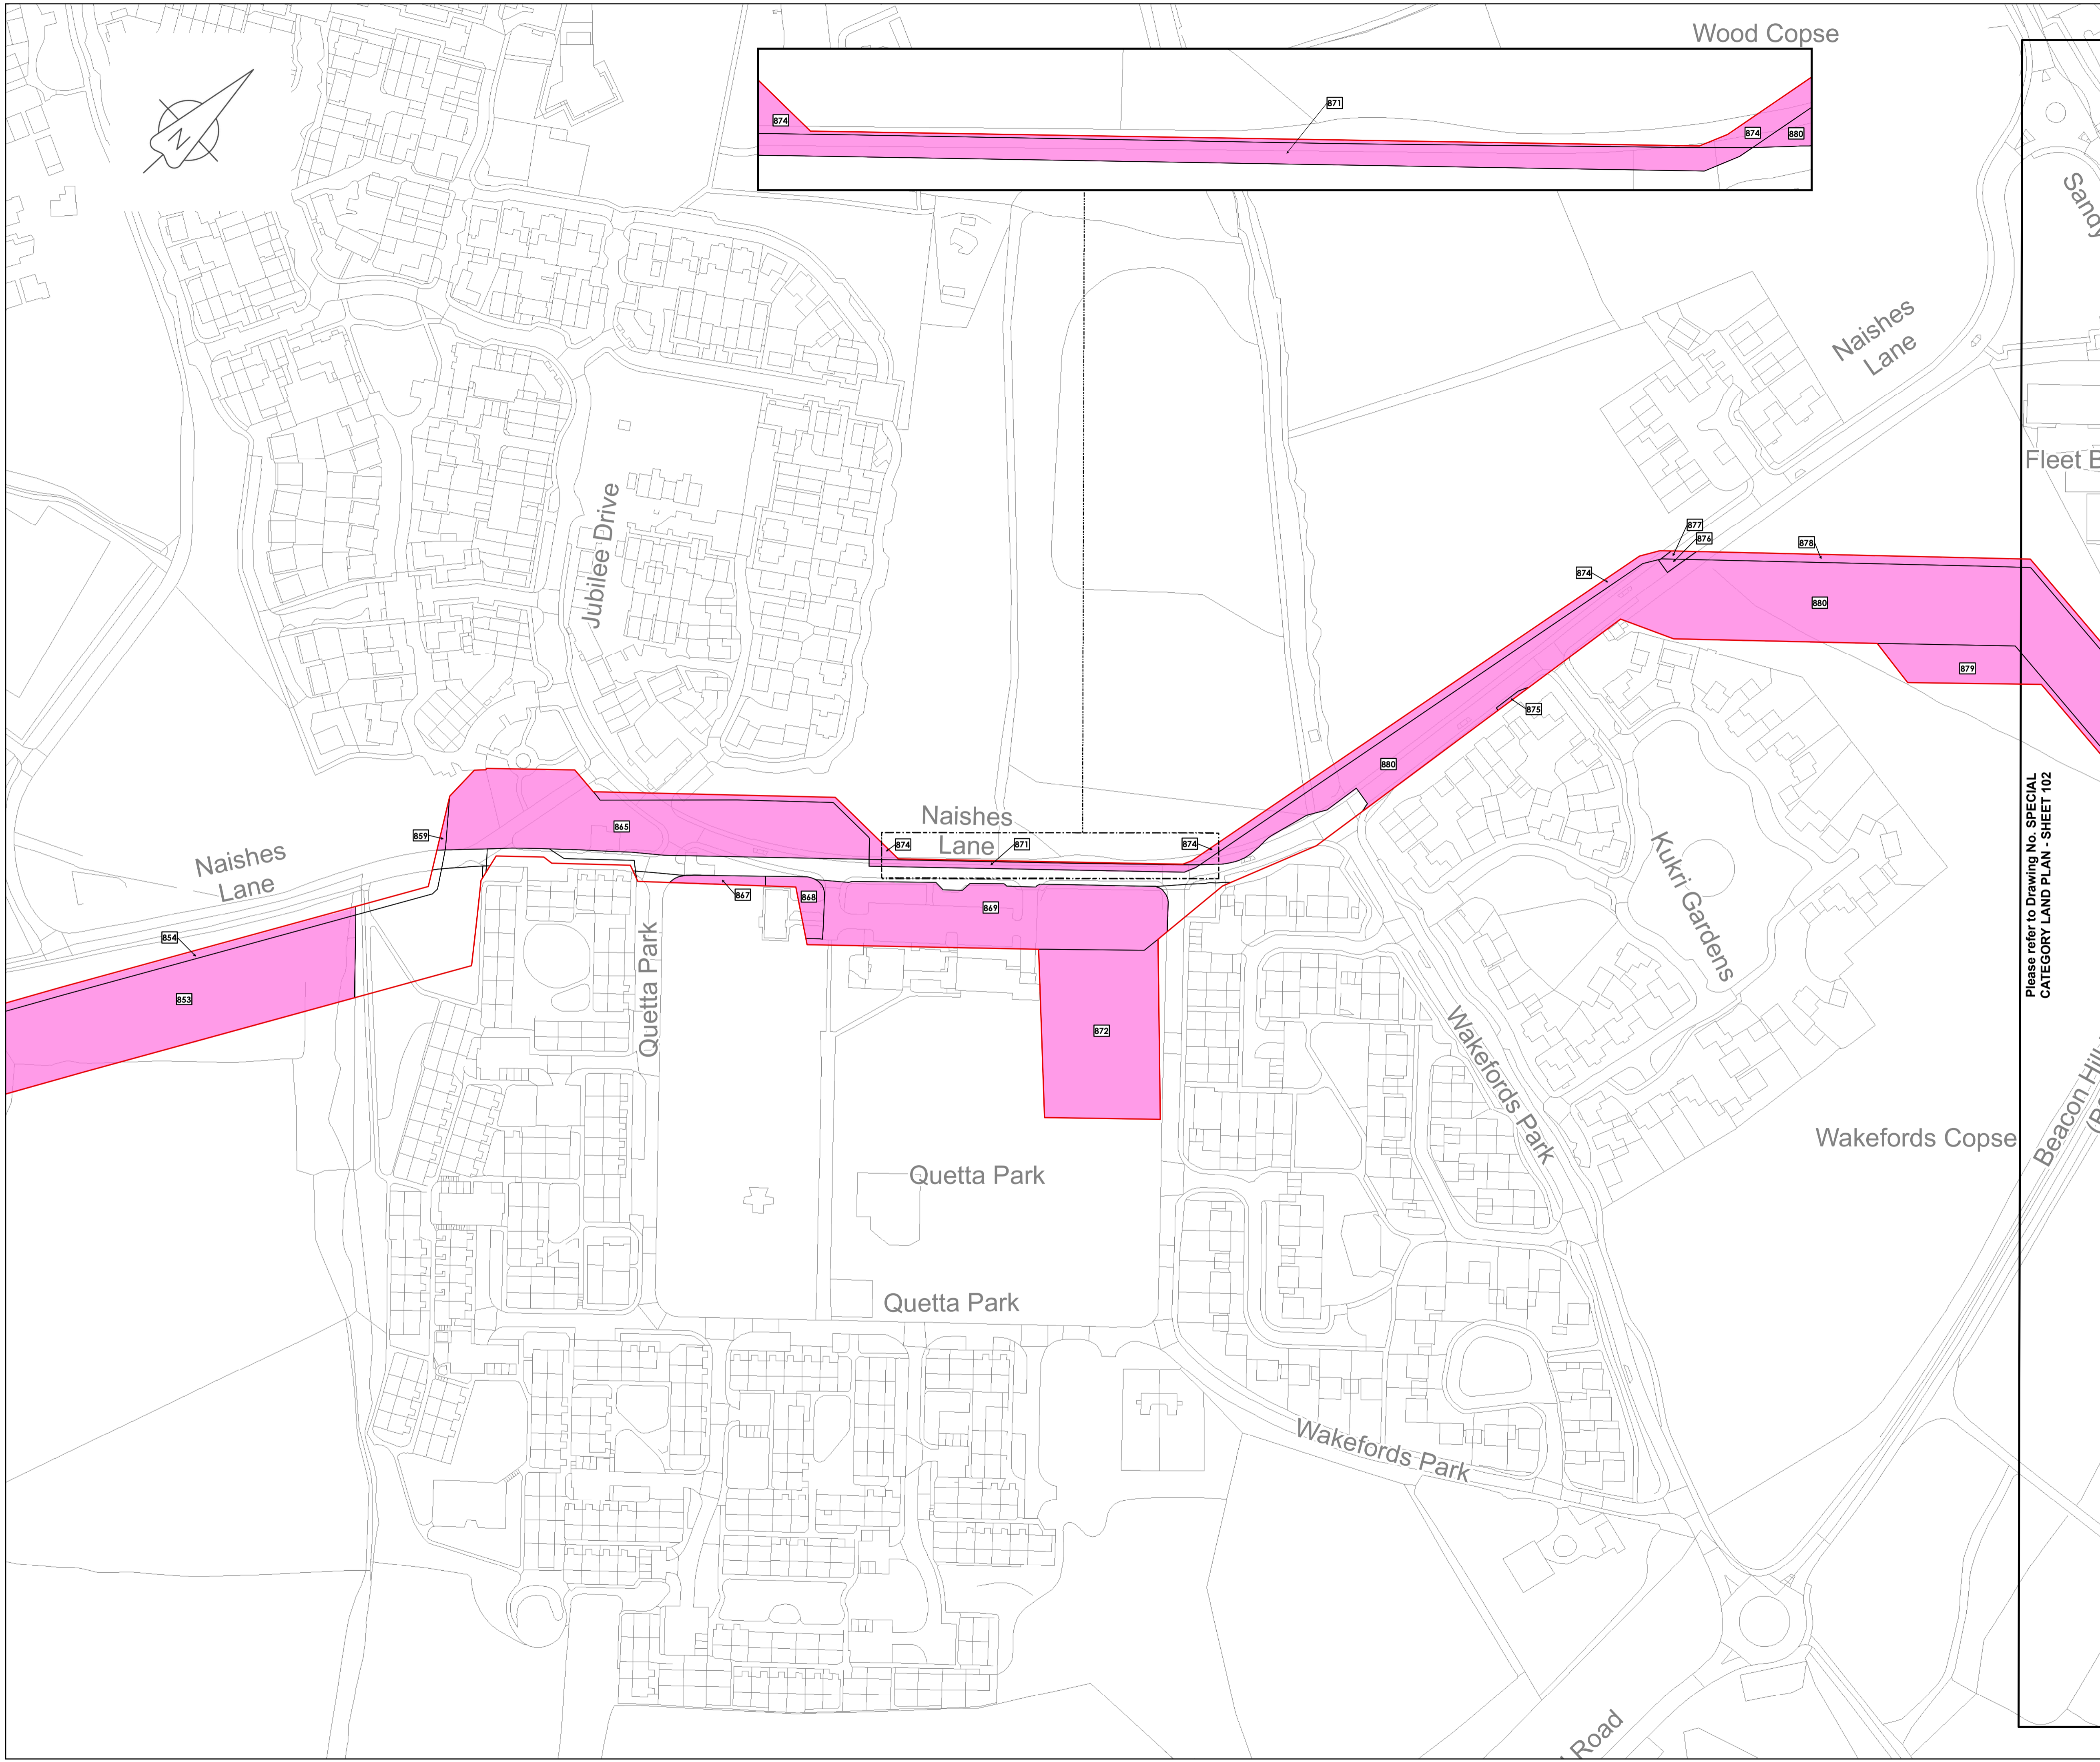 Wood Copse
871
874
874
880
N
Sandy
Naishes
Lane
Fleet B
877
876
878
874
880
879
875
880
Jubilee Drive
Naishes
Lane
874
871
874
865
859
Naishes
Lane
867
868
869
854
853
872
Quetta Park
Kukri Gardens
Wakefords Park
Please refer to Drawing No. SPECIAL
CATEGORY LAND PLAN - SHEET 102
Wakefords Copse
Beacon Hill
Quetta Park
Quetta Park
Wakefords Park
Road